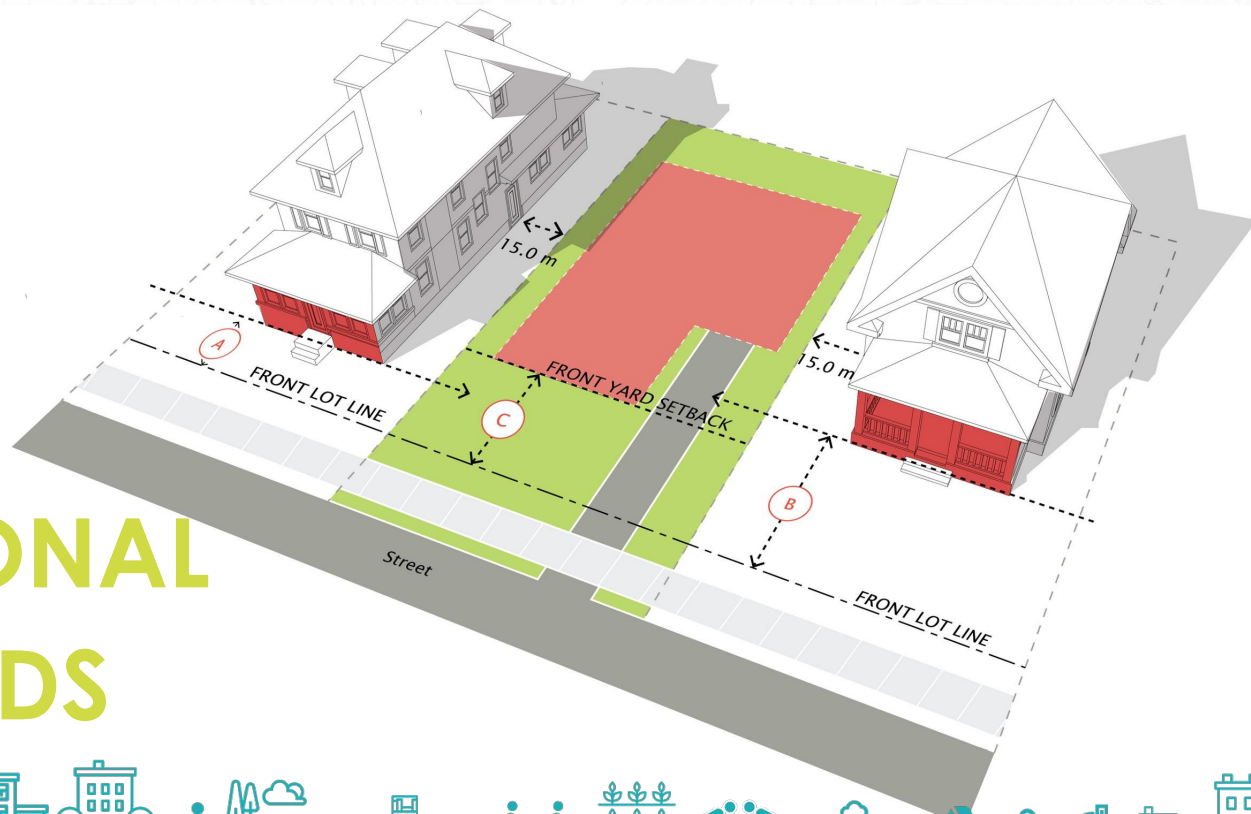 15.0 m
15.0 m
A
FRONT LOT LINE
FRONT YARD SETBACK
C
B
Street
FRONT LOT LINE
ONAL
DS